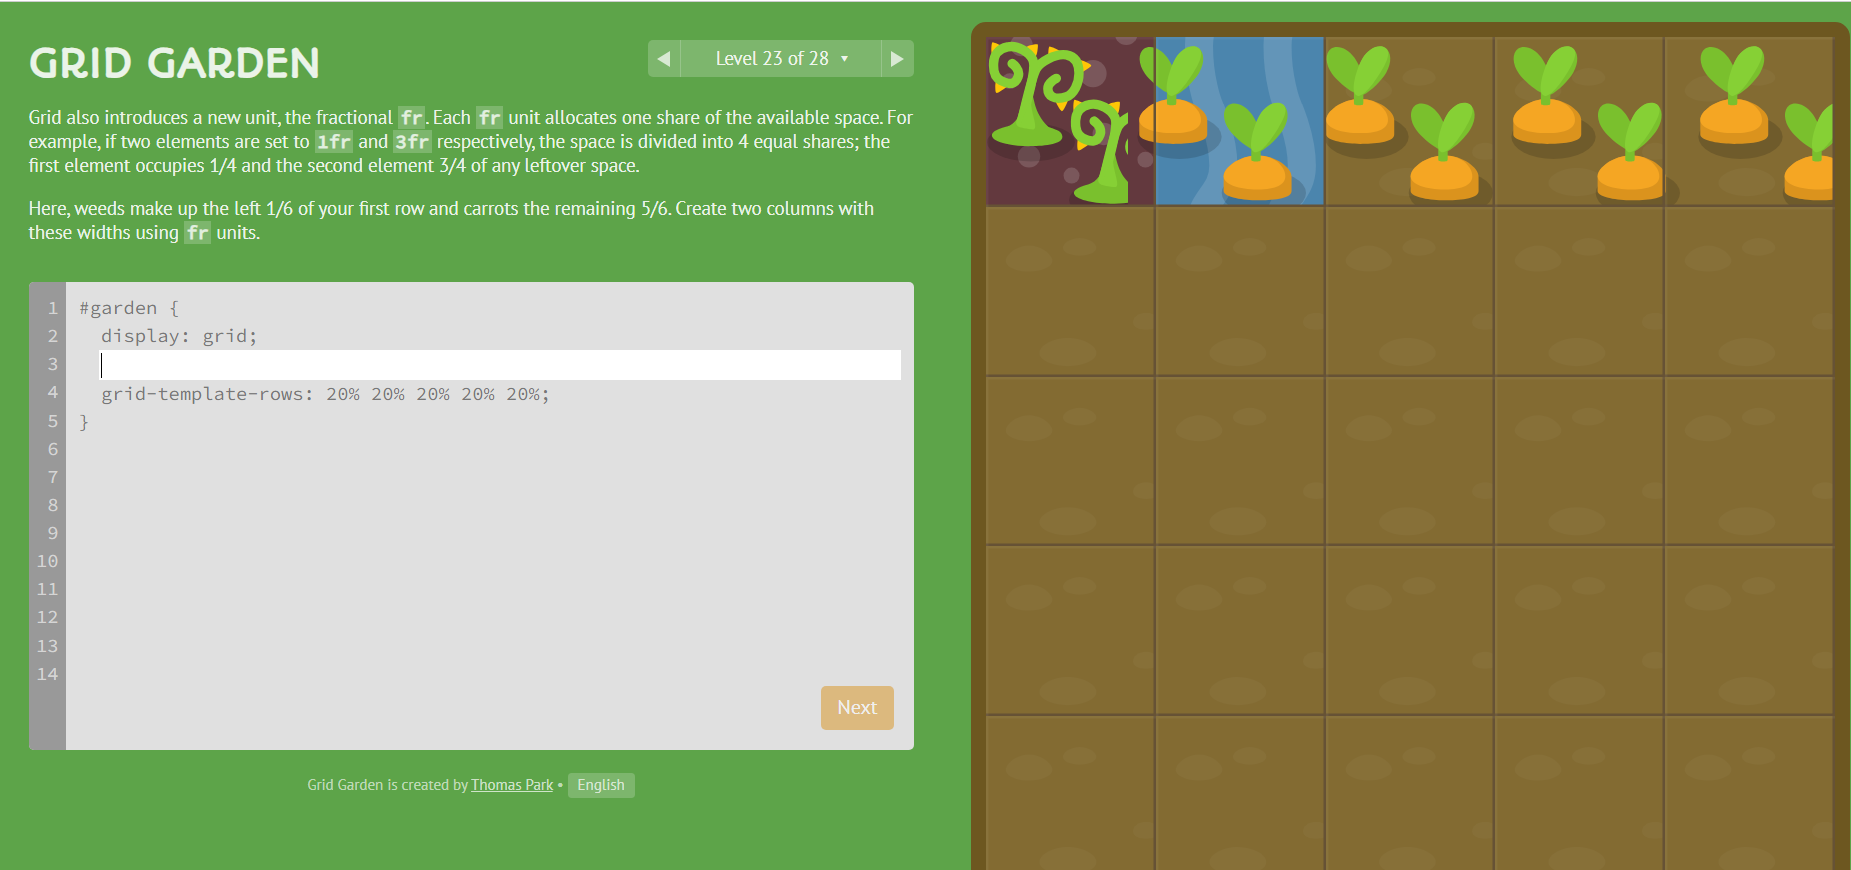 GRID GARDEN
◀ Level 23 of 28 ▼ ▶
Grid also introduces a new unit, the fractional fr. Each fr unit allocates one share of the available space. For
example, if two elements are set to 1fr and 3fr respectively, the space is divided into 4 equal shares; the
first element occupies 1/4 and the second element 3/4 of any leftover space.
Here, weeds make up the left 1/6 of your first row and carrots the remaining 5/6. Create two columns with
these widths using fr units.
1 #garden {
2 display: grid;
3
4 grid-template-rows: 20% 20% 20% 20% 20%;
5 }
6
7
8
9
10
11
12
13
14
Next
Grid Garden is created by Thomas Park • English